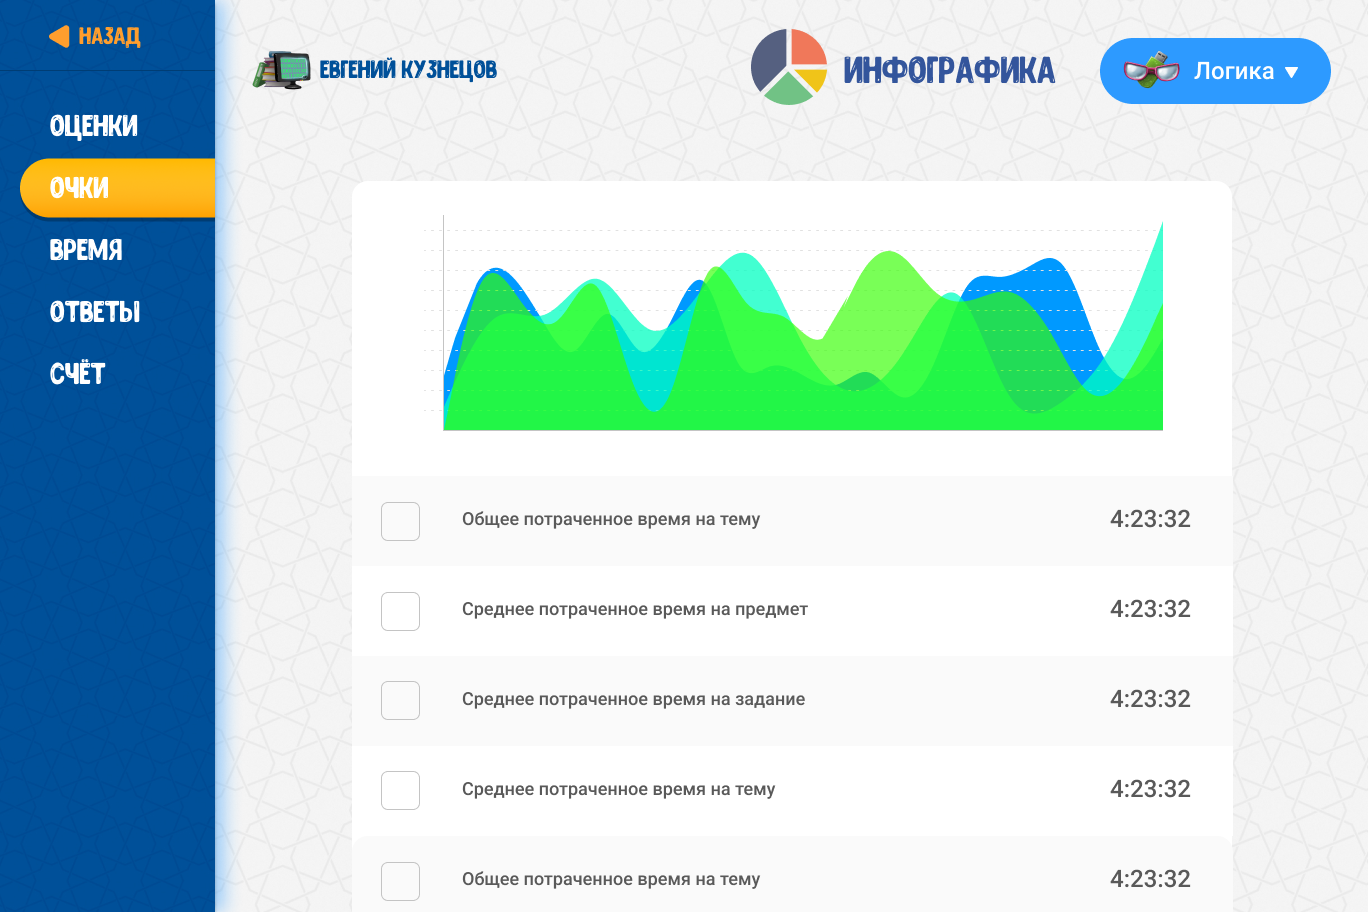 НАЗАД
ОЦЕНКИ
ОЧКИ
ВРЕМЯ
ОТВЕТЫ
СЧЁТ
ЕВГЕНИЙ КУЗНЕЦОВ
ИНФОГРАФИКА
Логика
Общее потраченное время на тему 4:23:32
Среднее потраченное время на предмет 4:23:32
Среднее потраченное время на задание 4:23:32
Среднее потраченное время на тему 4:23:32
Общее потраченное время на тему 4:23:32